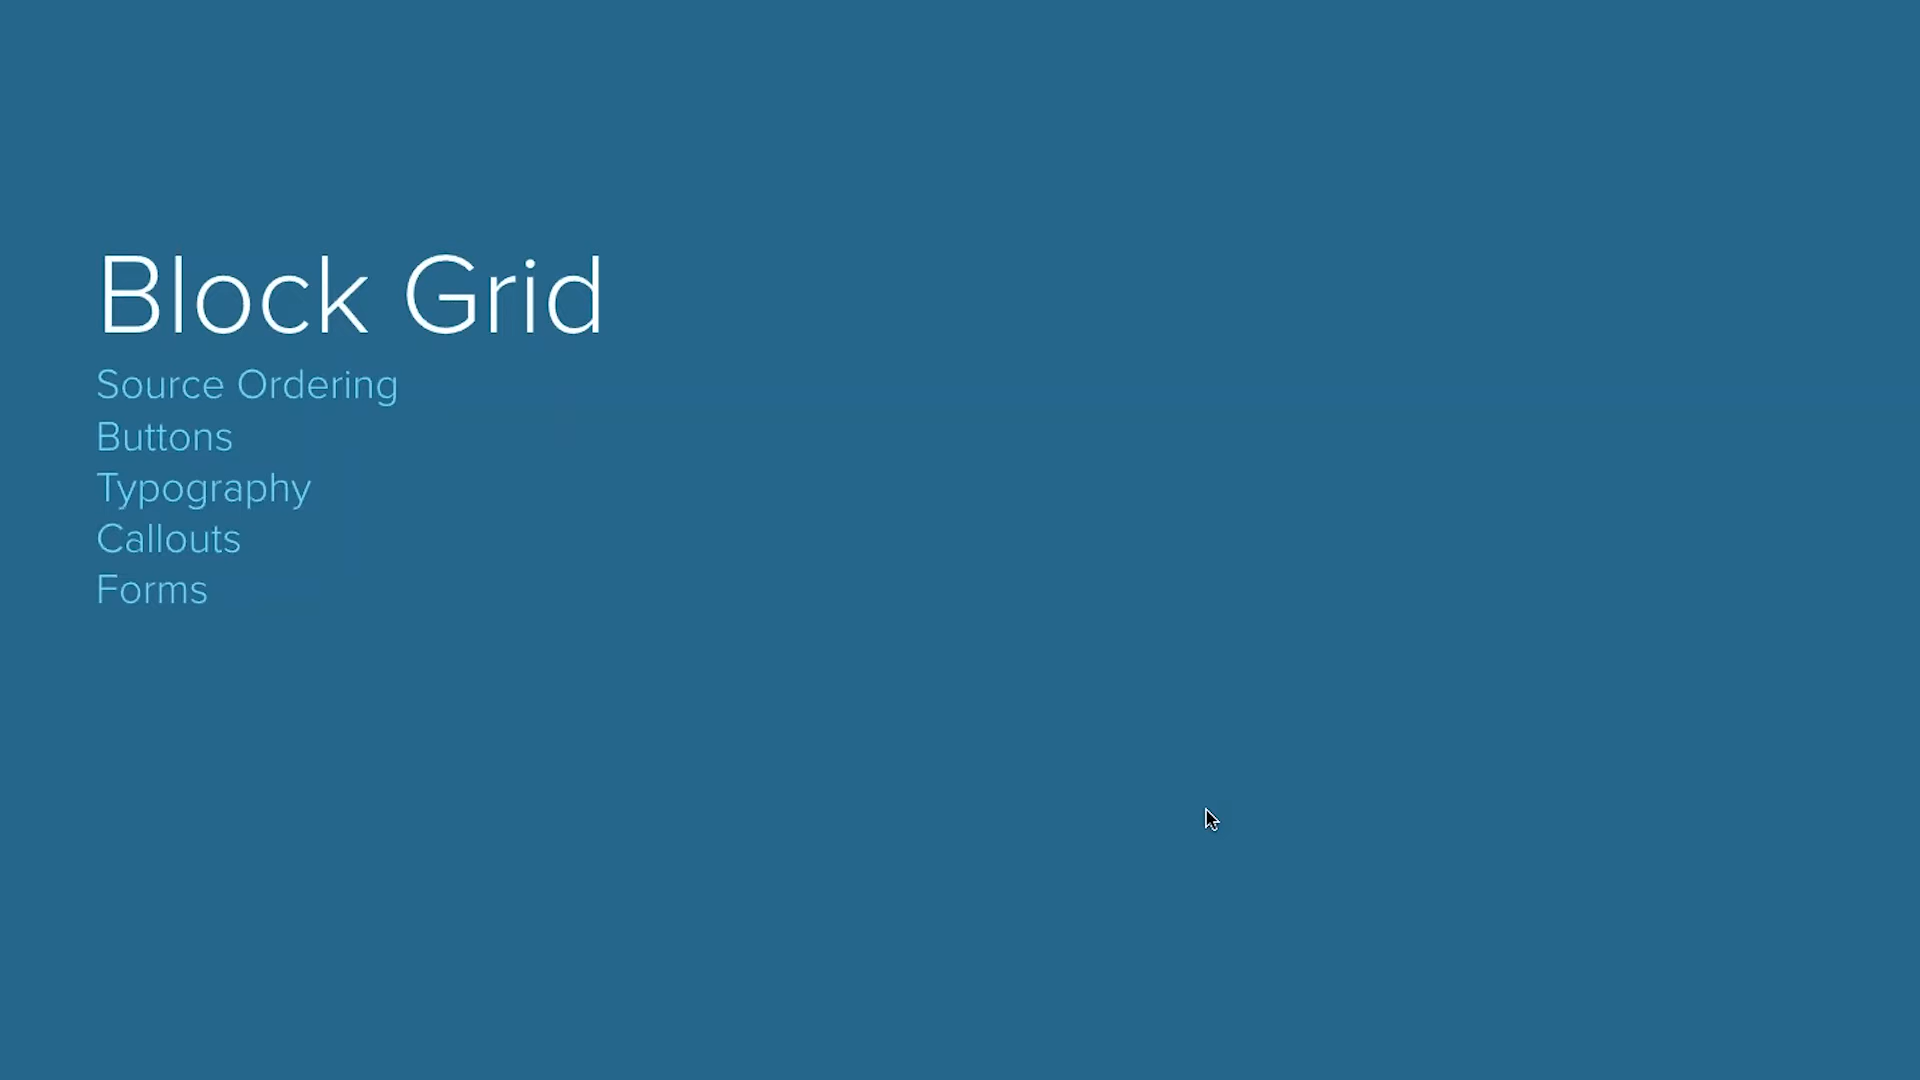 Block Grid
Source Ordering
Buttons
Typography
Callouts
Forms